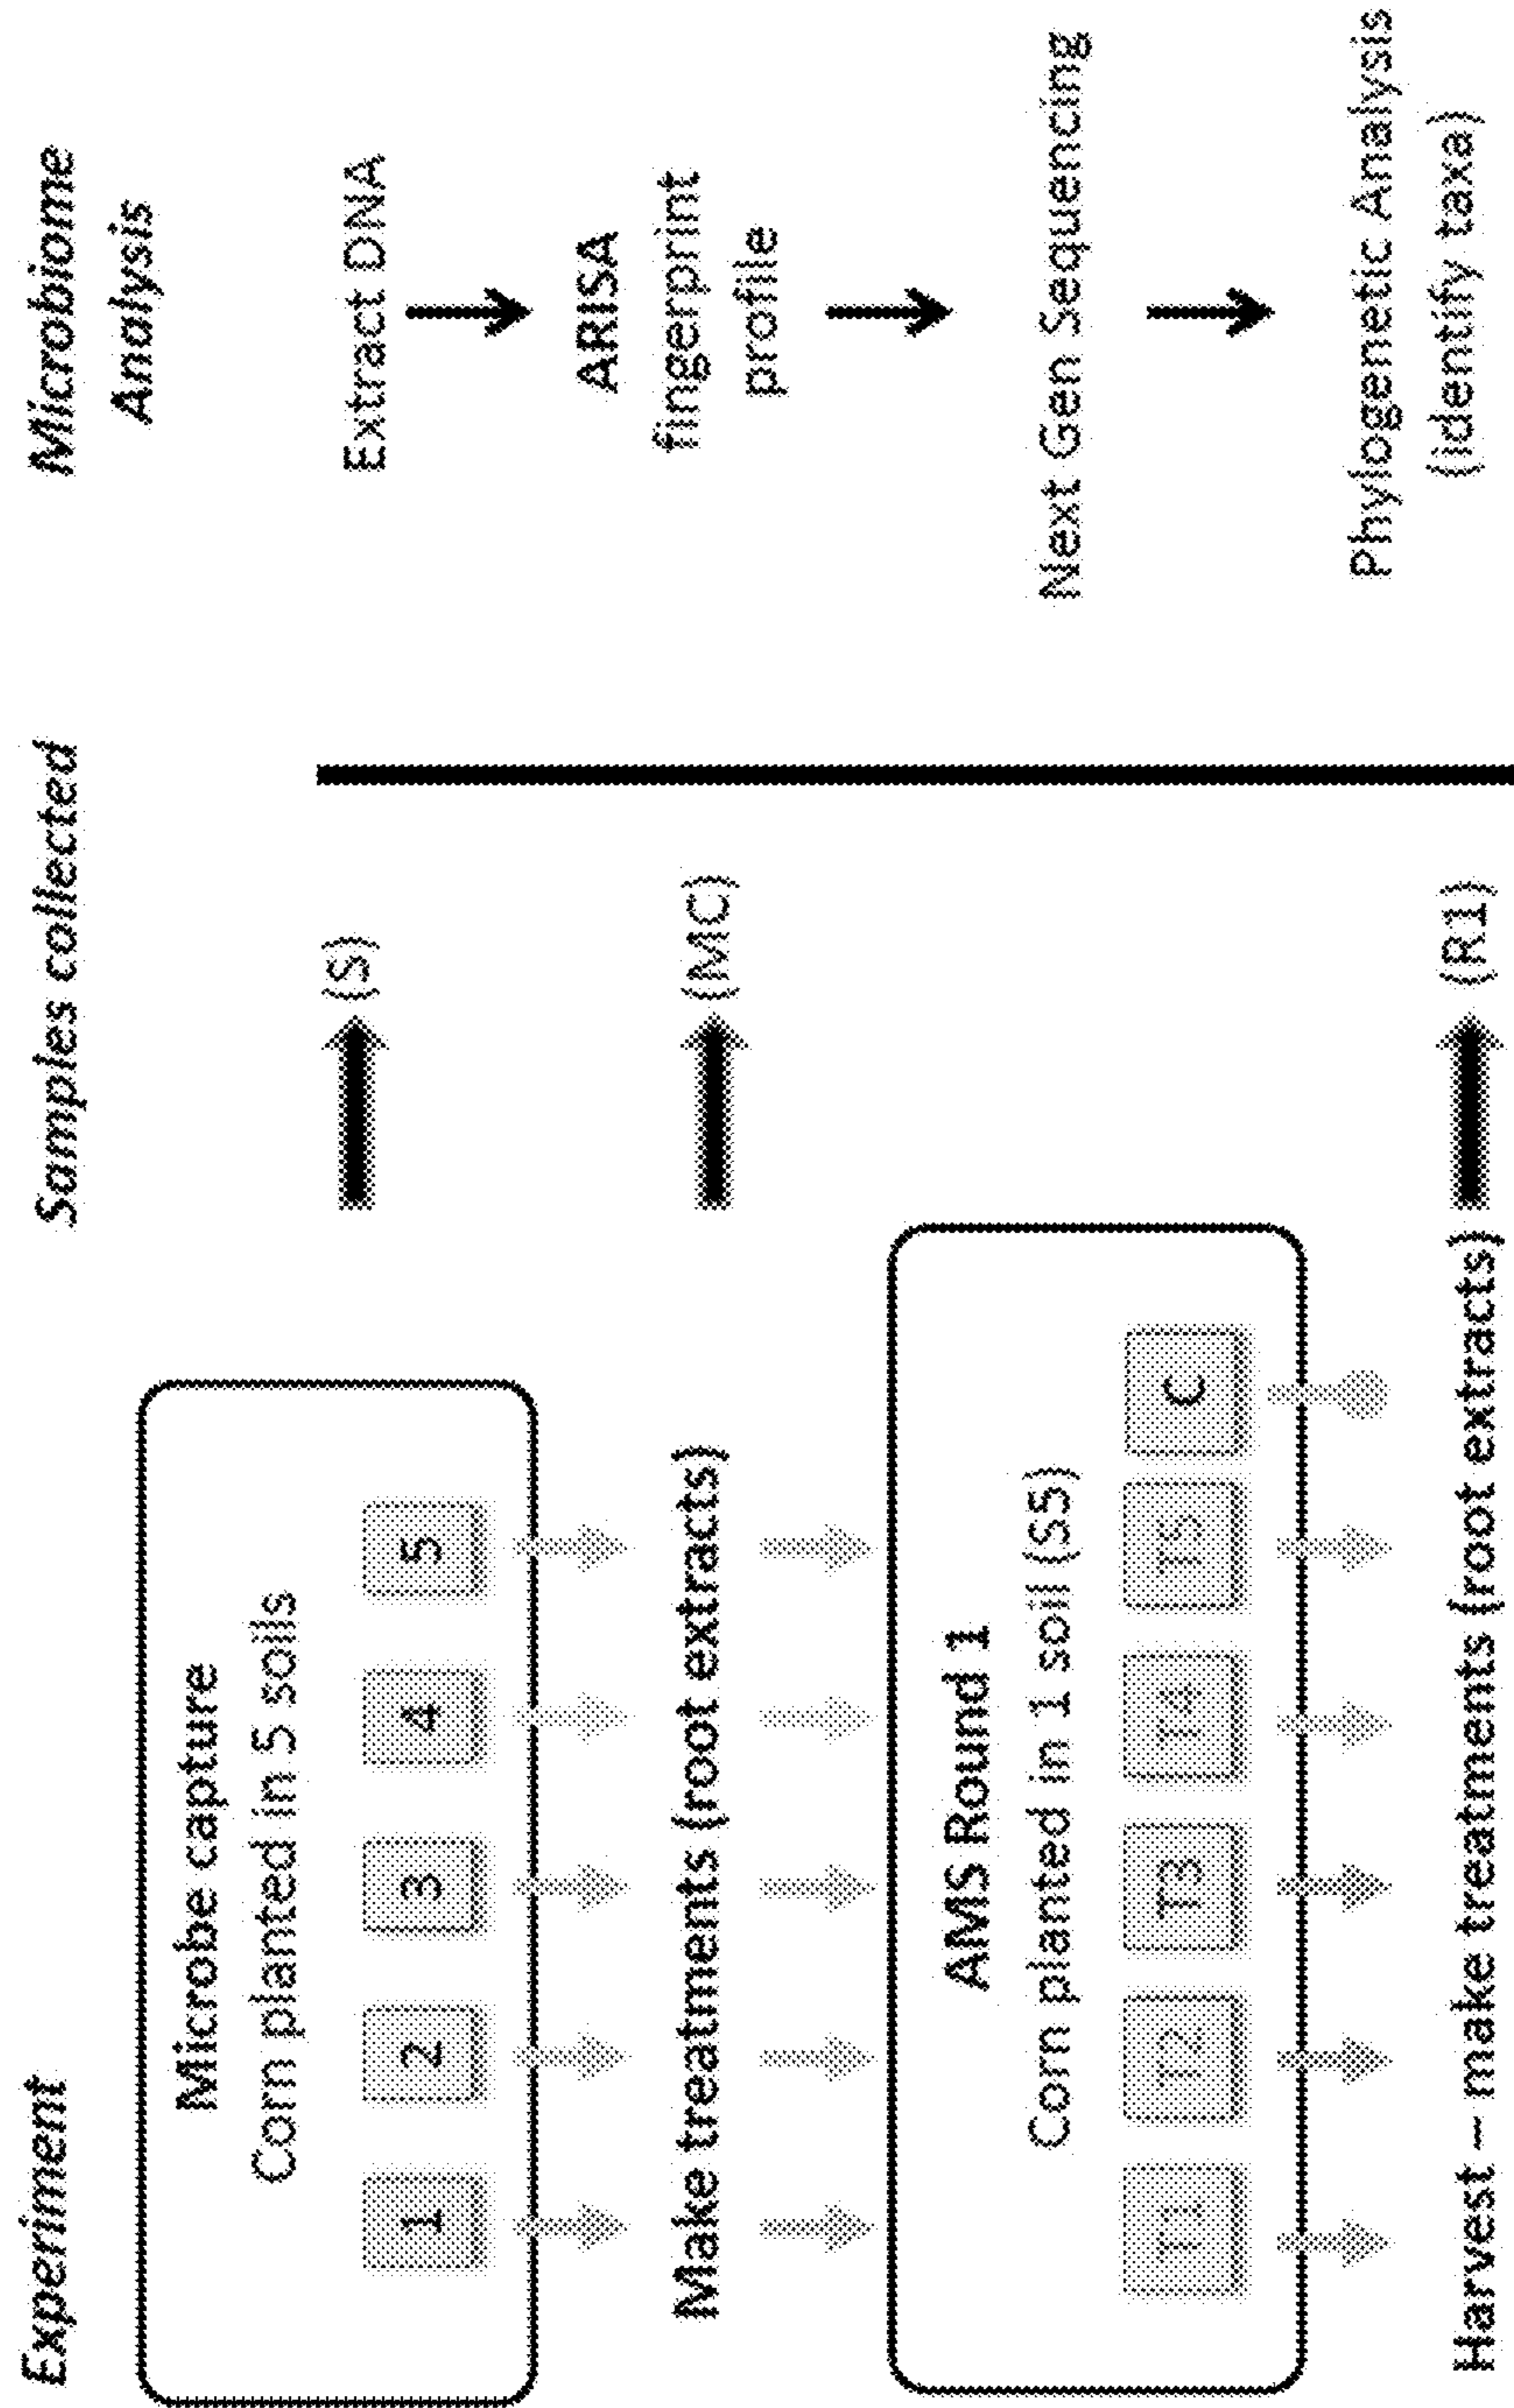 Experiment
Samples collected
Microbiome
Analysis
Microbe capture
Corn planted in 5 soils
1
2
3
4
5
(S)
Extract DNA
ARISA
fingerprint
profile
Make treatments (root extracts)
(MC)
AMS Round 1
Corn planted in 1 soil (S5)
T1
T2
T3
T4
T5
C
Next Gen Sequencing
Phylogenetic Analysis
(identify taxa)
Harvest – make treatments (root extracts)
(R1)